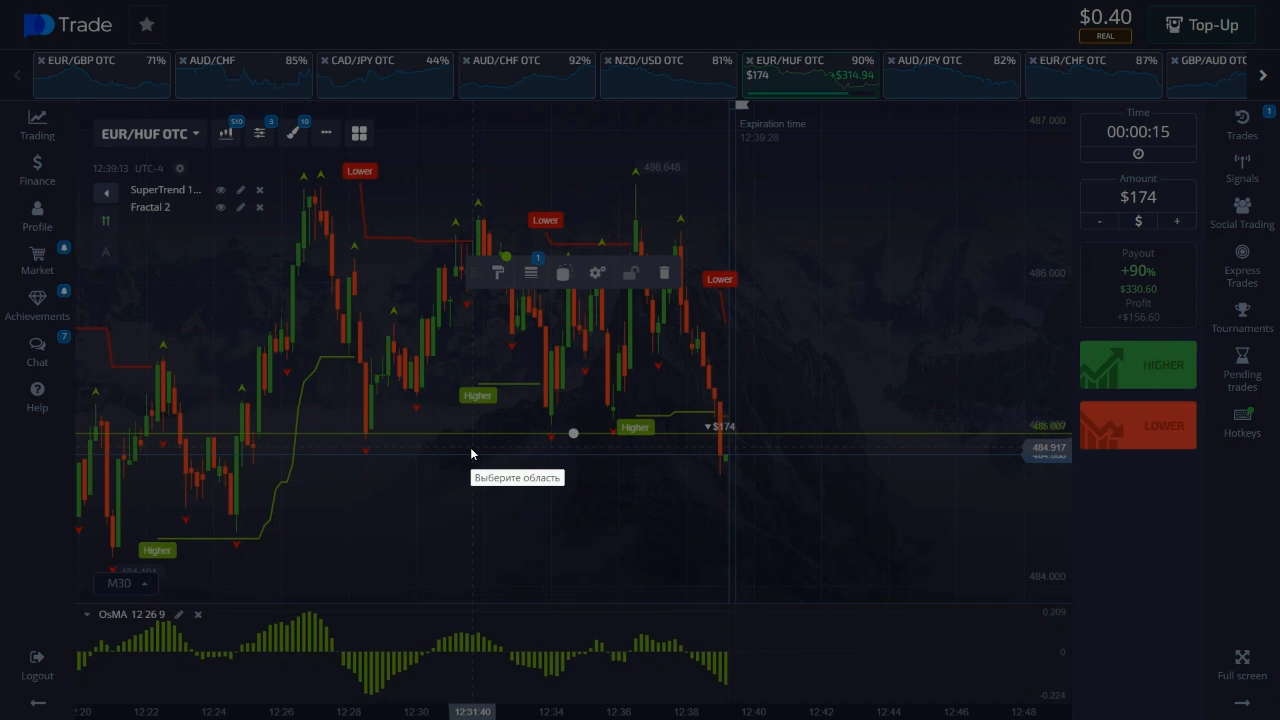 Trade
$0.40
REAL
Top-Up
EUR/GBP OTC 71%
AUD/CHF 85%
CAD/JPY OTC 44%
AUD/CHF OTC 92%
NZD/USD OTC 81%
EUR/HUF OTC 90%
$174 +$314.94
AUD/JPY OTC 82%
EUR/CHF OTC 87%
GBP/AUD OTC
Trading
Finance
Profile
Market
Achievements
7
Chat
Help
Logout
EUR/HUF OTC
S10
3
10
12:39:13 UTC-4
SuperTrend 1...
Fractal 2
A
Expiration time
12:39:28
487.000
486.000
484.917
484.000
486.648
Lower
Lower
Lower
1
Higher
Higher
Higher
$174
Выберите область
M30
OsMA 12 26 9
0.209
0
-0.224
:20
12:22
12:24
12:26
12:28
12:30
12:31:40
12:34
12:36
12:38
12:40
12:42
12:44
12:46
12:48
Time
00:00:15
Amount
$174
- $ +
Payout
+90%
$330.60
Profit
+$156.60
HIGHER
LOWER
1
Trades
Signals
Social Trading
Express
Trades
Tournaments
Pending
trades
Hotkeys
Full screen